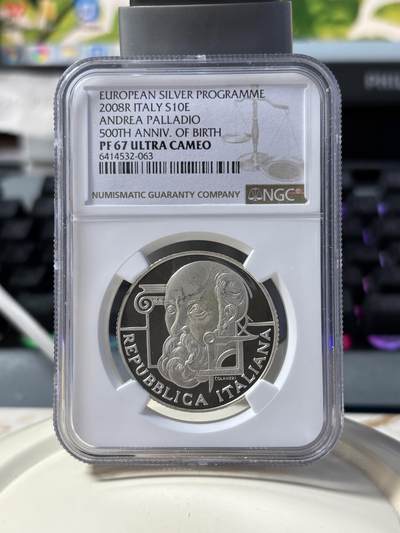 EUROPEAN SILVER PROGRAMME
2008R ITALY S10E
ANDREA PALLADIO
500TH ANNIV. OF BIRTH
PF 67 ULTRA CAMEO
6414532-063
NUMISMATIC GUARANTY COMPANY
NGC
REPUBBLICA ITALIANA